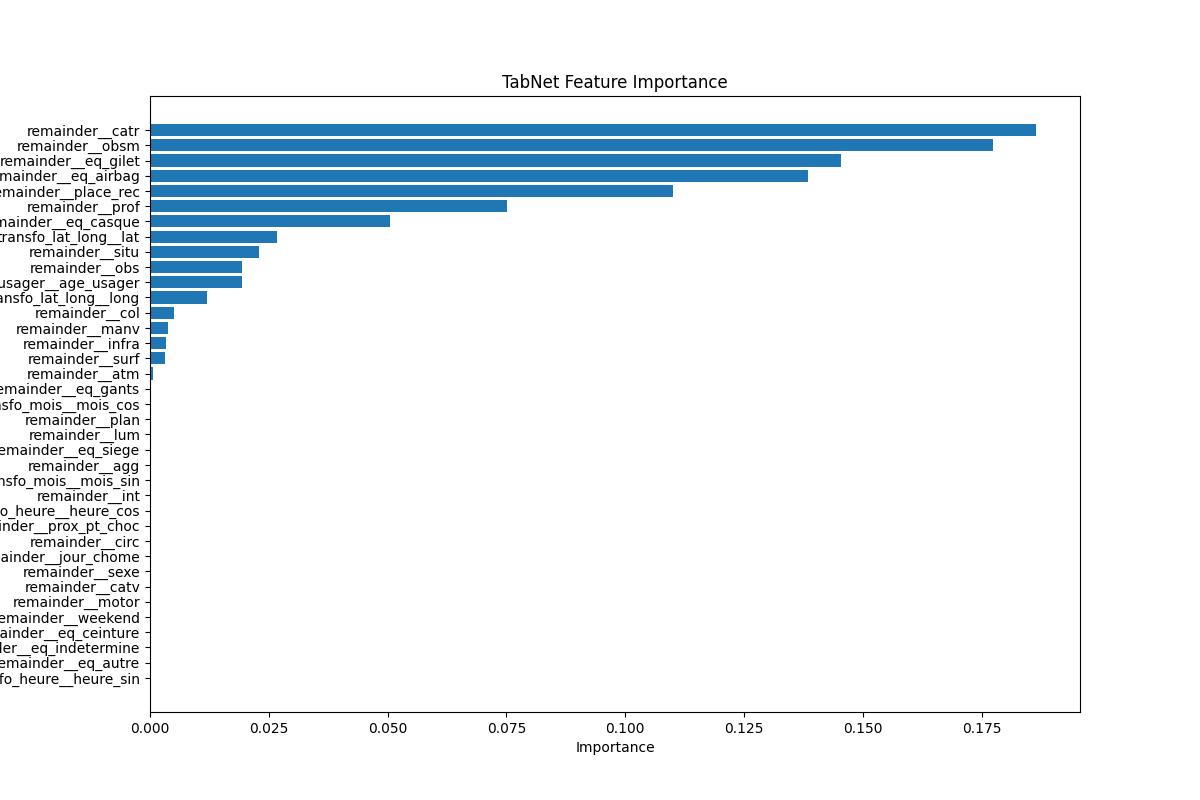 TabNet Feature Importance
remainder__catr
remainder__obsm
remainder__eq_gilet
mainder__eq_airbag
emainder__place_rec
remainder__prof
mainder__eq_casque
transfo_lat_long__lat
remainder__situ
remainder__obs
usager__age_usager
ansfo_lat_long__long
remainder__col
remainder__manv
remainder__infra
remainder__surf
remainder__atm
emainder__eq_gants
nsfo_mois__mois_cos
remainder__plan
remainder__lum
emainder__eq_siege
remainder__agg
nsfo_mois__mois_sin
remainder__int
o_heure__heure_cos
inder__prox_pt_choc
remainder__circ
ainder__jour_chome
remainder__sexe
remainder__catv
remainder__motor
emainder__weekend
ainder__eq_ceinture
der__eq_indetermine
emainder__eq_autre
fo_heure__heure_sin
0.000 0.025 0.050 0.075 0.100 0.125 0.150 0.175
Importance